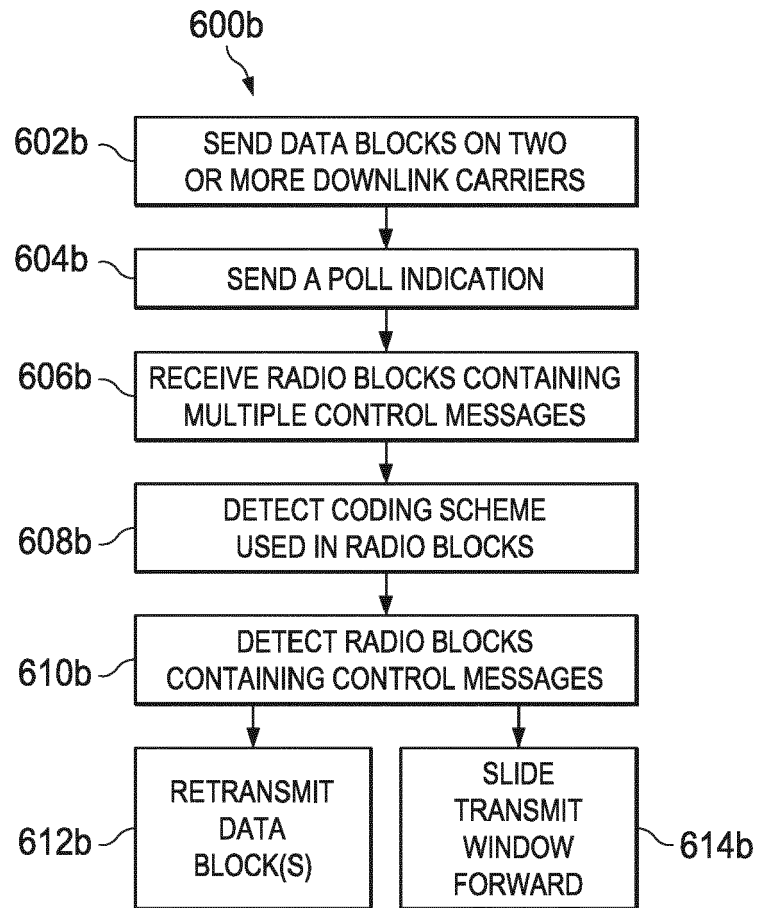 600b
602b
SEND DATA BLOCKS ON TWO
OR MORE DOWNLINK CARRIERS
604b
SEND A POLL INDICATION
606b
RECEIVE RADIO BLOCKS CONTAINING
MULTIPLE CONTROL MESSAGES
608b
DETECT CODING SCHEME
USED IN RADIO BLOCKS
610b
DETECT RADIO BLOCKS
CONTAINING CONTROL MESSAGES
612b
RETRANSMIT
DATA
BLOCK(S)
SLIDE
TRANSMIT
WINDOW
FORWARD
614b